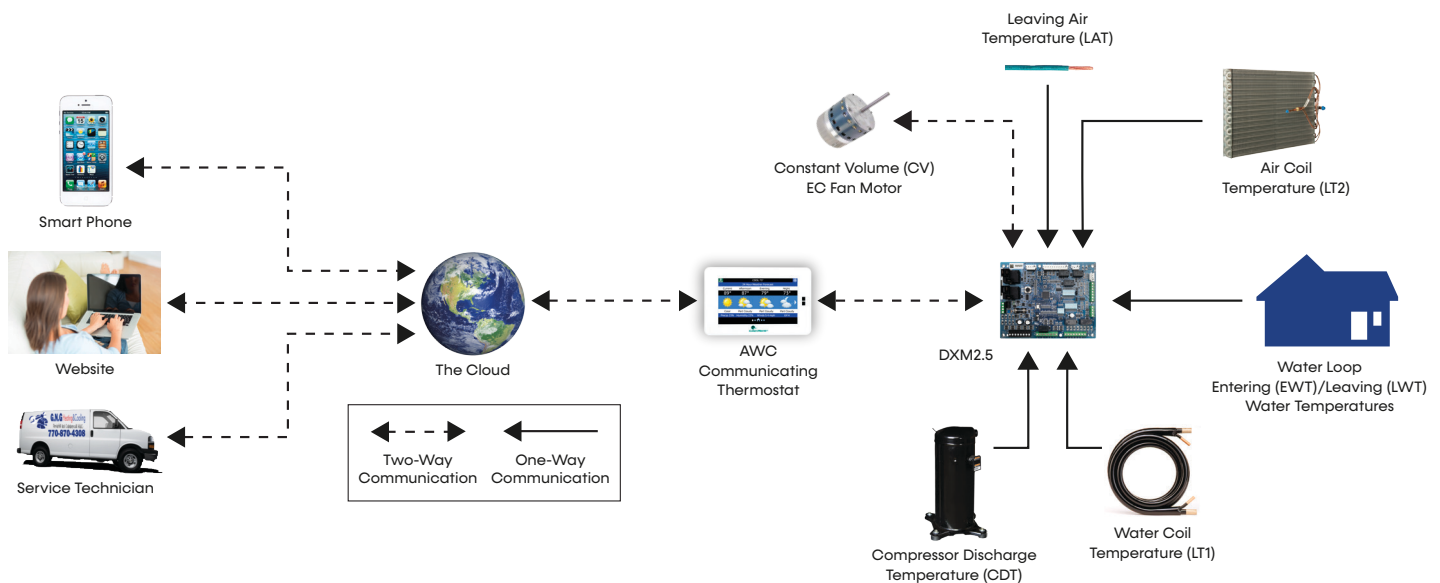 Leaving Air
Temperature (LAT)
Smart Phone
Constant Volume (CV)
EC Fan Motor
Air Coil
Temperature (LT2)
Website
The Cloud
AWC
Communicating
Thermostat
DXM2.5
Water Loop
Entering (EWT)/Leaving (LWT)
Water Temperatures
G.N.G Heating&Cooling
770-870-4308
Service Technician
Two-Way
Communication
One-Way
Communication
Compressor Discharge
Temperature (CDT)
Water Coil
Temperature (LT1)